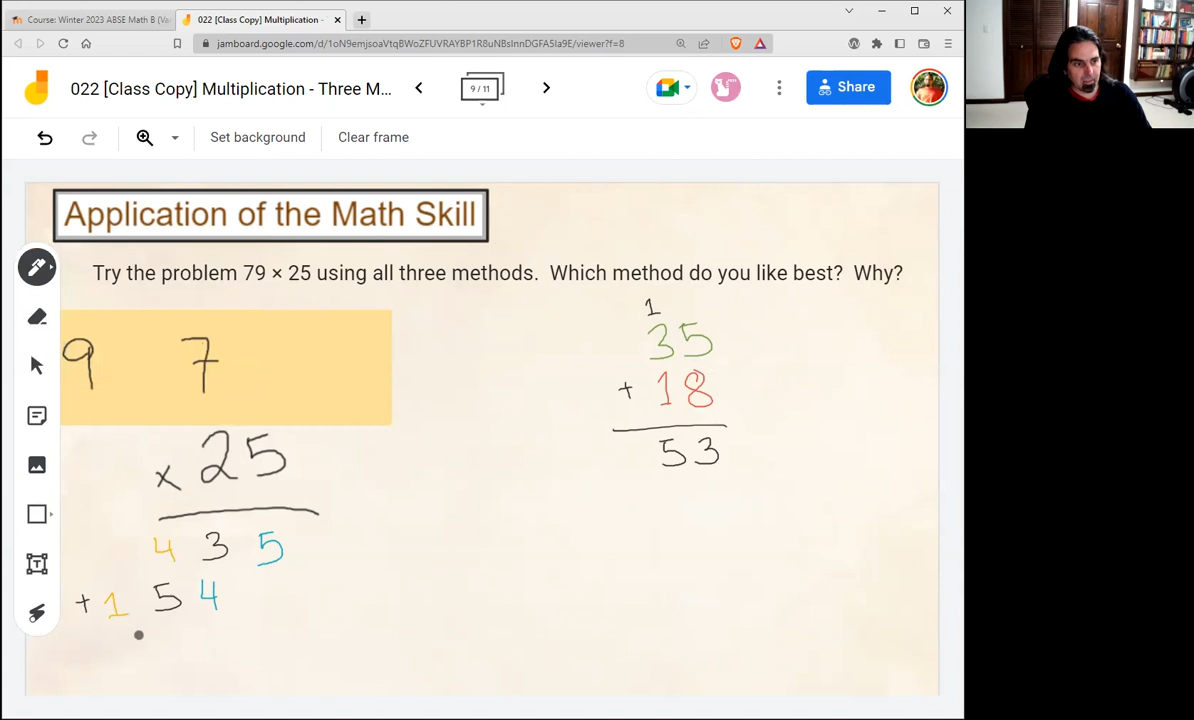 Course: Winter 2023 ABSE Math B (Va
022 [Class Copy] Multiplication -
jamboard.google.com/d/1oN9emjsoaVtqBWoZFUVRAYBP1R8uNBsInnDGFA5Ia9E/viewer?f=8
022 [Class Copy] Multiplication - Three M...
9 / 11
Share
Set background
Clear frame
Application of the Math Skill
Try the problem 79 × 25 using all three methods. Which method do you like best? Why?
9 7
× 25
4 3 5
+ 1 5 4
1
35
+ 18
53